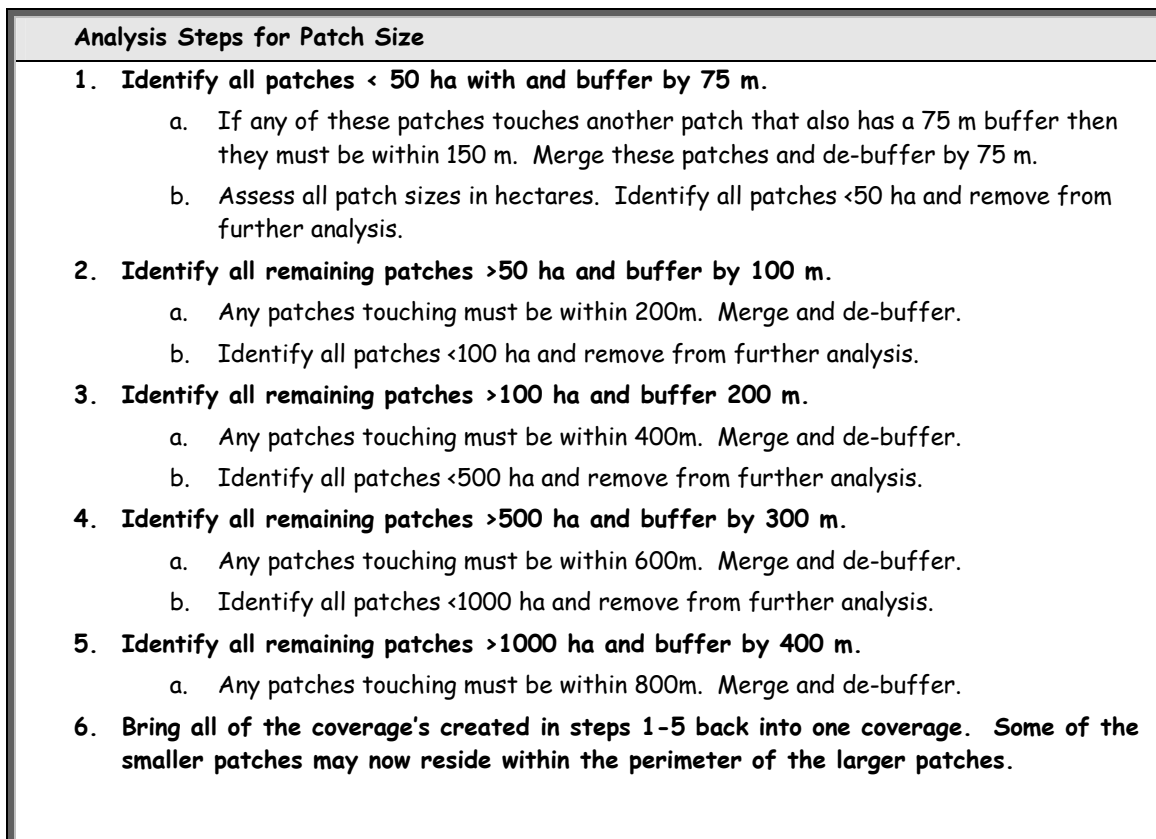 Analysis Steps for Patch Size
1. Identify all patches < 50 ha with and buffer by 75 m.
a. If any of these patches touches another patch that also has a 75 m buffer then
they must be within 150 m. Merge these patches and de-buffer by 75 m.
b. Assess all patch sizes in hectares. Identify all patches <50 ha and remove from
further analysis.
2. Identify all remaining patches >50 ha and buffer by 100 m.
a. Any patches touching must be within 200m. Merge and de-buffer.
b. Identify all patches <100 ha and remove from further analysis.
3. Identify all remaining patches >100 ha and buffer 200 m.
a. Any patches touching must be within 400m. Merge and de-buffer.
b. Identify all patches <500 ha and remove from further analysis.
4. Identify all remaining patches >500 ha and buffer by 300 m.
a. Any patches touching must be within 600m. Merge and de-buffer.
b. Identify all patches <1000 ha and remove from further analysis.
5. Identify all remaining patches >1000 ha and buffer by 400 m.
a. Any patches touching must be within 800m. Merge and de-buffer.
6. Bring all of the coverage's created in steps 1-5 back into one coverage. Some of the
smaller patches may now reside within the perimeter of the larger patches.